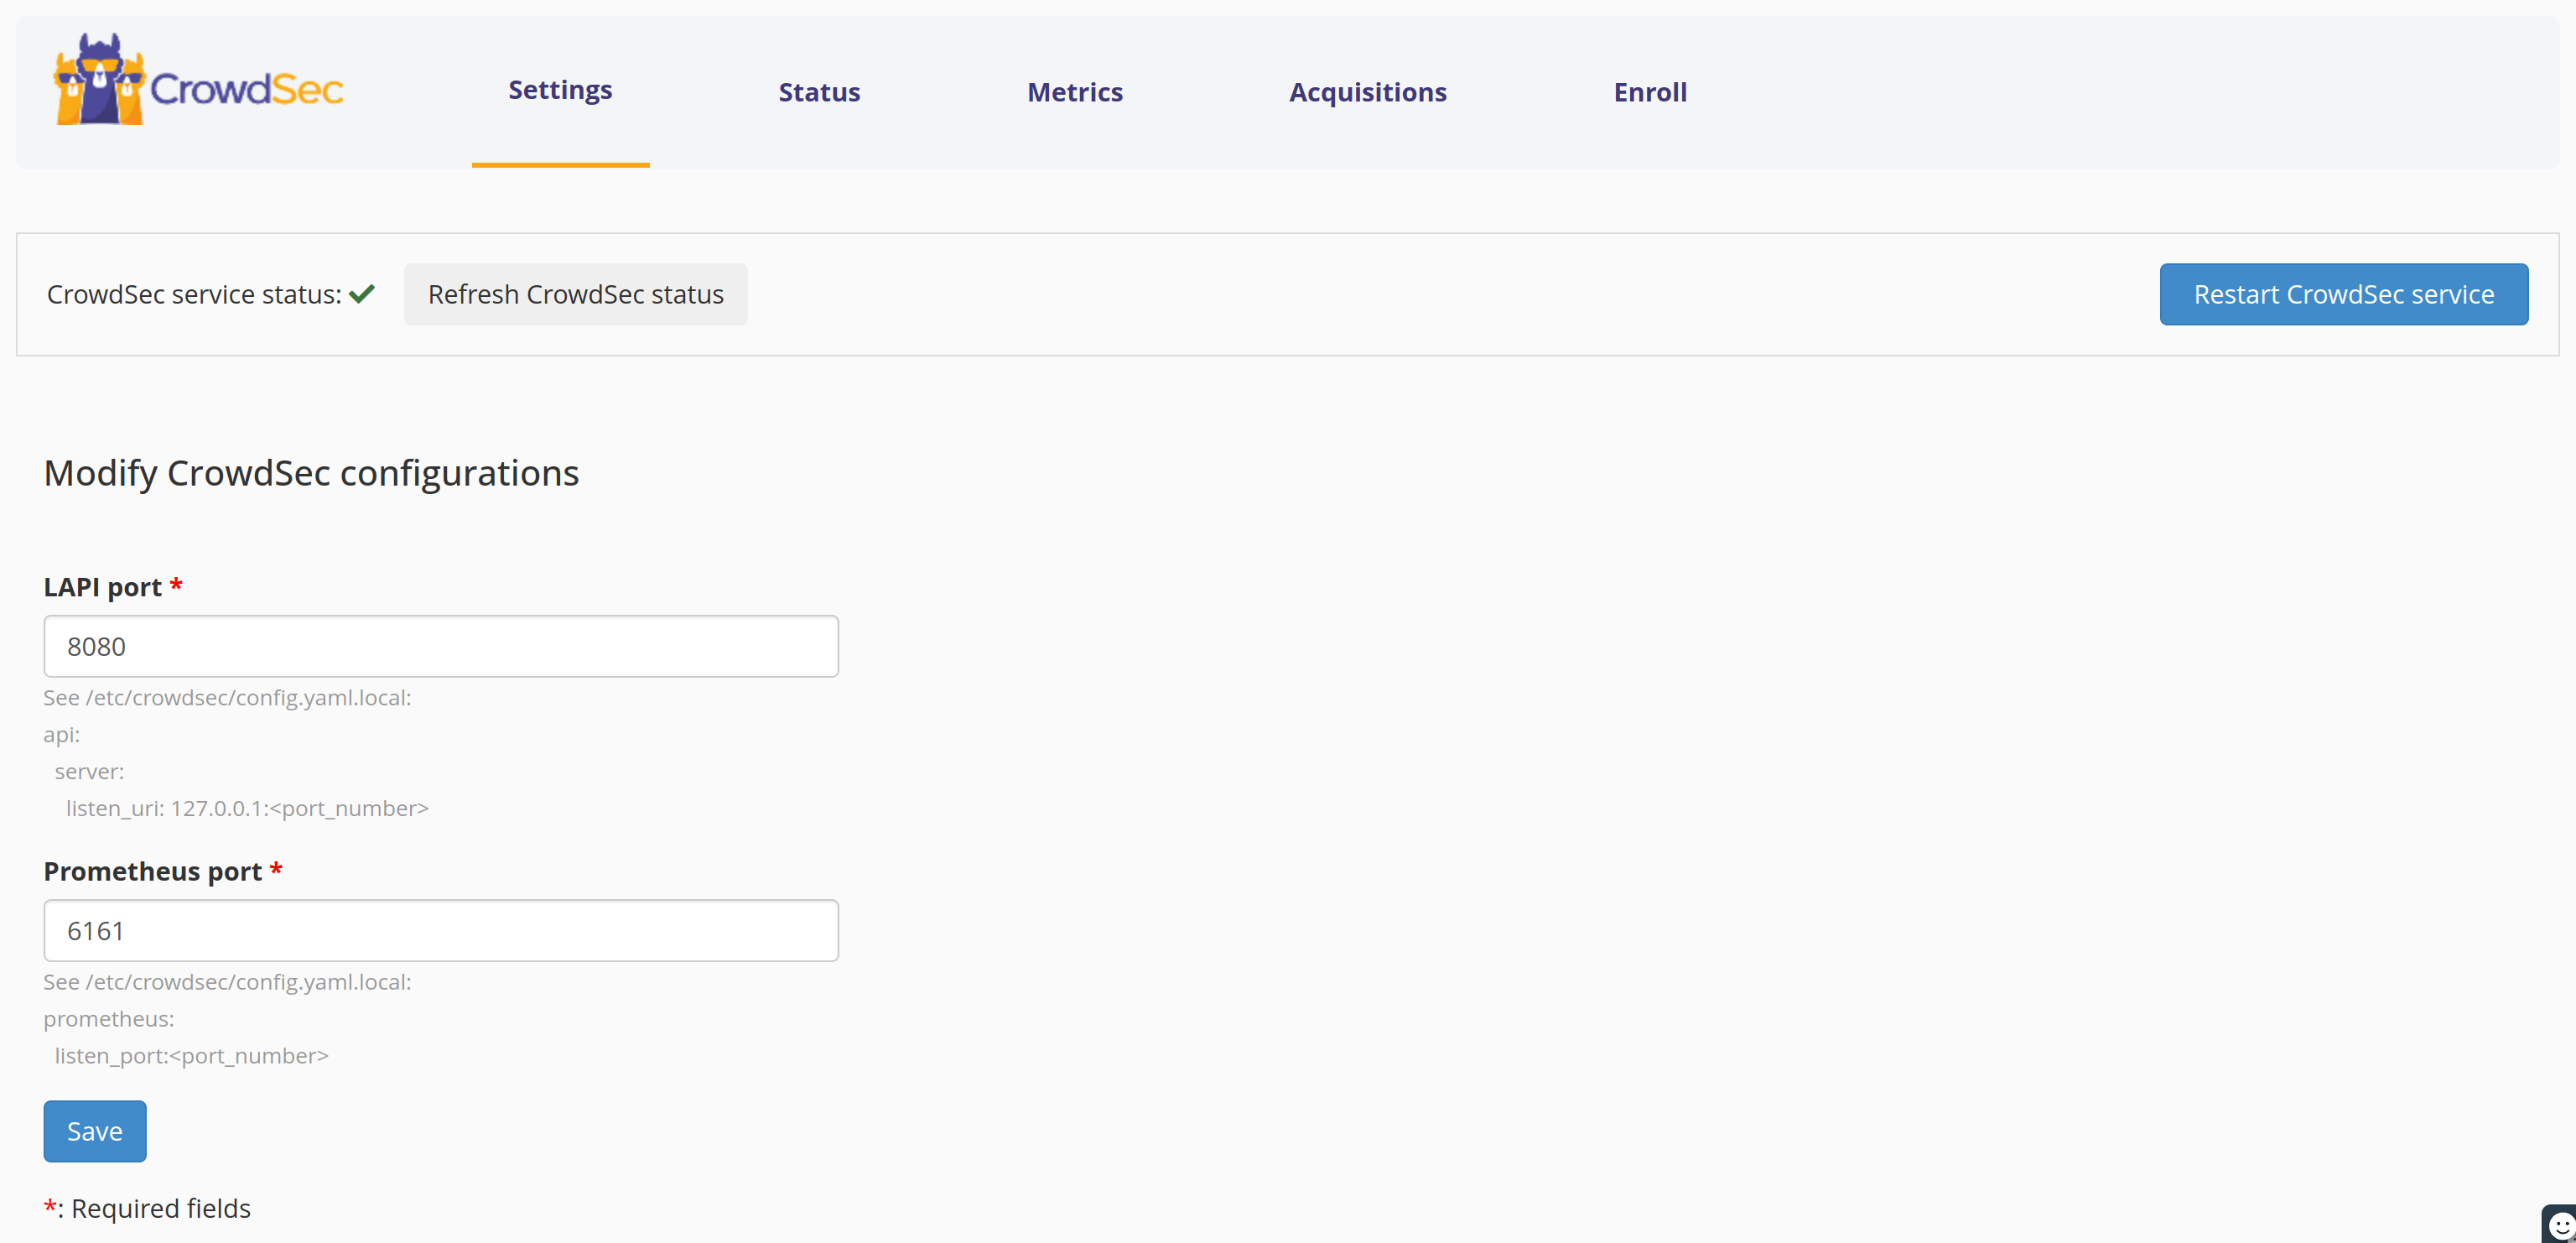 CrowdSec
Settings
Status
Metrics
Acquisitions
Enroll
CrowdSec service status:
Refresh CrowdSec status
Restart CrowdSec service
Modify CrowdSec configurations
LAPI port *
8080
See /etc/crowdsec/config.yaml.local:
api:
server:
listen_uri: 127.0.0.1:<port_number>
Prometheus port *
6161
See /etc/crowdsec/config.yaml.local:
prometheus:
listen_port:<port_number>
Save
*: Required fields